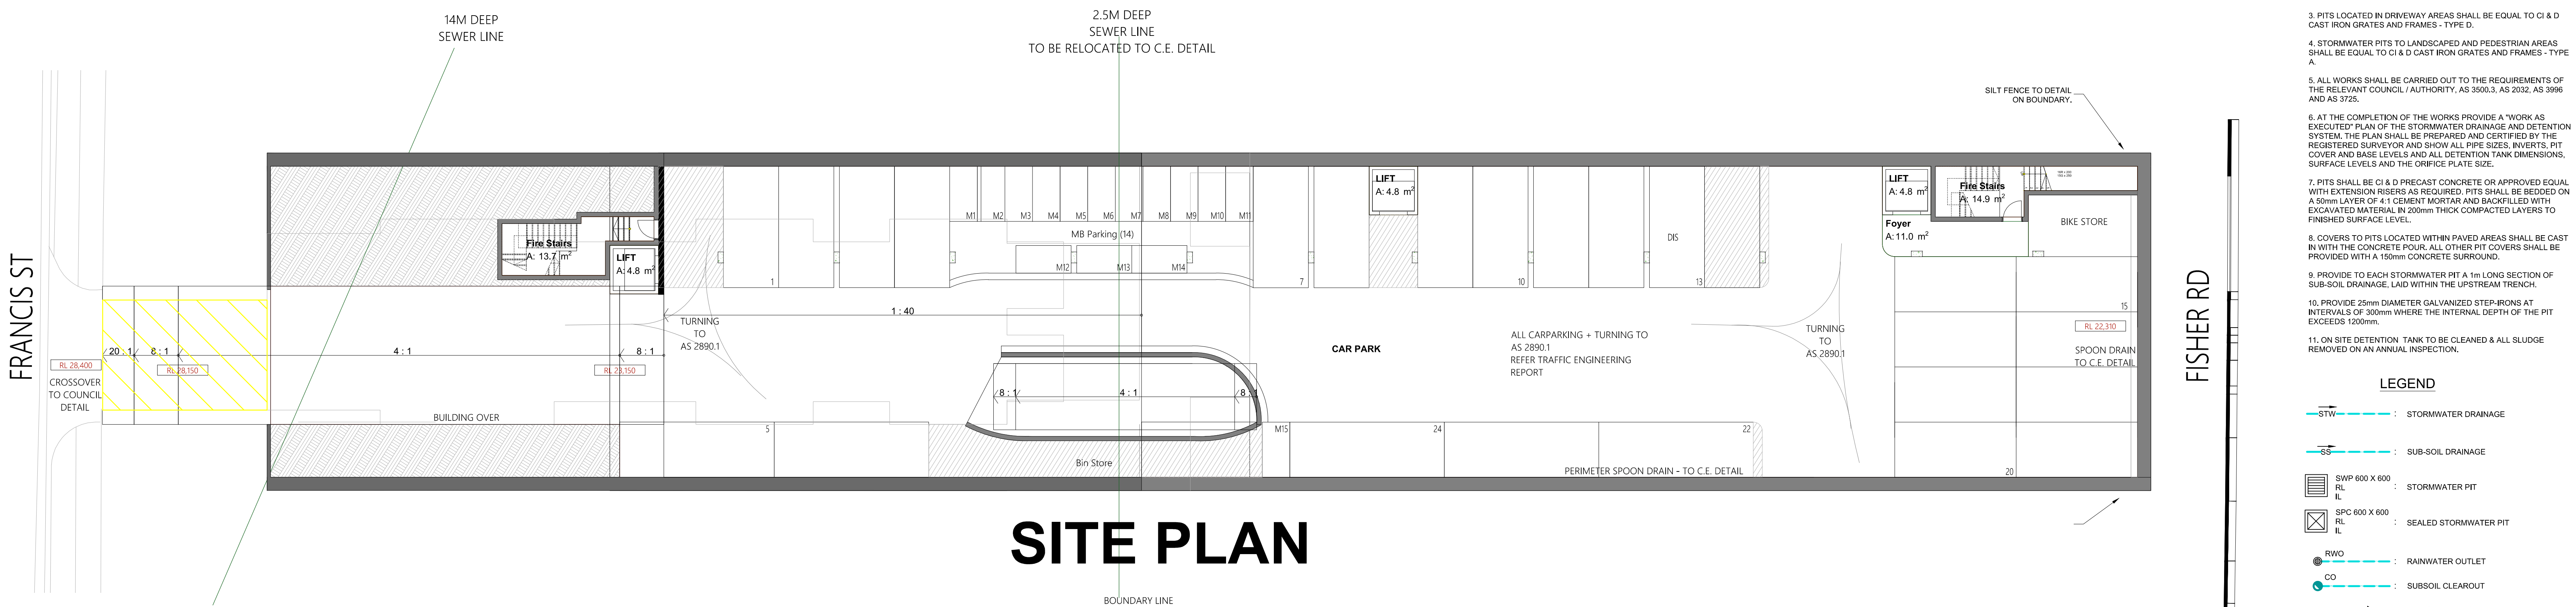 14M DEEP
SEWER LINE
2.5M DEEP
SEWER LINE
TO BE RELOCATED TO C.E. DETAIL
SILT FENCE TO DETAIL
ON BOUNDARY.
FRANCIS ST
FISHER RD
Fire Stairs
A: 13.7 m²
LIFT
A: 4.8 m²
M1 M2 M3 M4 M5 M6 M7 M8 M9 M10 M11
MB Parking (14)
M12 M13 M14
1
7
10
13
DIS
LIFT
A: 4.8 m²
LIFT
A: 4.8 m²
Fire Stairs
A: 14.9 m²
Foyer
A: 11.0 m²
BIKE STORE
15
RL 22,310
SPOON DRAIN
TO C.E. DETAIL
20
1 : 40
TURNING
TO
AS 2890.1
CAR PARK
ALL CARPARKING + TURNING TO
AS 2890.1
REFER TRAFFIC ENGINEERING
REPORT
TURNING
TO
AS 2890.1
20 : 1
8 : 1
4 : 1
8 : 1
RL 28,400
RL 28,150
RL 23,150
CROSSOVER
TO COUNCIL
DETAIL
BUILDING OVER
8 : 1
4 : 1
8 : 1
5
M15
24
22
Bin Store
PERIMETER SPOON DRAIN - TO C.E. DETAIL
SITE PLAN
BOUNDARY LINE
3. PITS LOCATED IN DRIVEWAY AREAS SHALL BE EQUAL TO CI & D
CAST IRON GRATES AND FRAMES - TYPE D.
4. STORMWATER PITS TO LANDSCAPED AND PEDESTRIAN AREAS
SHALL BE EQUAL TO CI & D CAST IRON GRATES AND FRAMES - TYPE
A.
5. ALL WORKS SHALL BE CARRIED OUT TO THE REQUIREMENTS OF
THE RELEVANT COUNCIL / AUTHORITY, AS 3500.3, AS 2032, AS 3996
AND AS 3725.
6. AT THE COMPLETION OF THE WORKS PROVIDE A "WORK AS
EXECUTED" PLAN OF THE STORMWATER DRAINAGE AND DETENTION
SYSTEM. THE PLAN SHALL BE PREPARED AND CERTIFIED BY THE
REGISTERED SURVEYOR AND SHOW ALL PIPE SIZES, INVERTS, PIT
COVER AND BASE LEVELS AND ALL DETENTION TANK DIMENSIONS,
SURFACE LEVELS AND THE ORIFICE PLATE SIZE.
7. PITS SHALL BE CI & D PRECAST CONCRETE OR APPROVED EQUAL
WITH EXTENSION RISERS AS REQUIRED. PITS SHALL BE BEDDED ON
A 50mm LAYER OF 4:1 CEMENT MORTAR AND BACKFILLED WITH
EXCAVATED MATERIAL IN 200mm THICK COMPACTED LAYERS TO
FINISHED SURFACE LEVEL.
8. COVERS TO PITS LOCATED WITHIN PAVED AREAS SHALL BE CAST
IN WITH THE CONCRETE POUR. ALL OTHER PIT COVERS SHALL BE
PROVIDED WITH A 150mm CONCRETE SURROUND.
9. PROVIDE TO EACH STORMWATER PIT A 1m LONG SECTION OF
SUB-SOIL DRAINAGE, LAID WITHIN THE UPSTREAM TRENCH.
10. PROVIDE 25mm DIAMETER GALVANIZED STEP-IRONS AT
INTERVALS OF 300mm WHERE THE INTERNAL DEPTH OF THE PIT
EXCEEDS 1200mm.
11. ON SITE DETENTION TANK TO BE CLEANED & ALL SLUDGE
REMOVED ON AN ANNUAL INSPECTION.
LEGEND
STW : STORMWATER DRAINAGE
SS : SUB-SOIL DRAINAGE
SWP 600 X 600
RL : STORMWATER PIT
IL
SPC 600 X 600
RL : SEALED STORMWATER PIT
IL
RWO : RAINWATER OUTLET
CO : SUBSOIL CLEAROUT